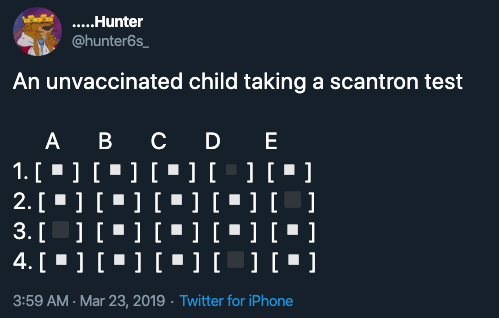 .....Hunter
@hunter6s_
An unvaccinated child taking a scantron test
A B C D E
1. [ ▫️ ] [ ▫️ ] [ ▫️ ] [ ▪️ ] [ ▫️ ]
2. [ ▫️ ] [ ▫️ ] [ ▫️ ] [ ▫️ ] [ ◾ ]
3. [ ◾ ] [ ▫️ ] [ ▫️ ] [ ▫️ ] [ ▫️ ]
4. [ ▫️ ] [ ▫️ ] [ ▫️ ] [ ◾ ] [ ▫️ ]
3:59 AM · Mar 23, 2019 · Twitter for iPhone